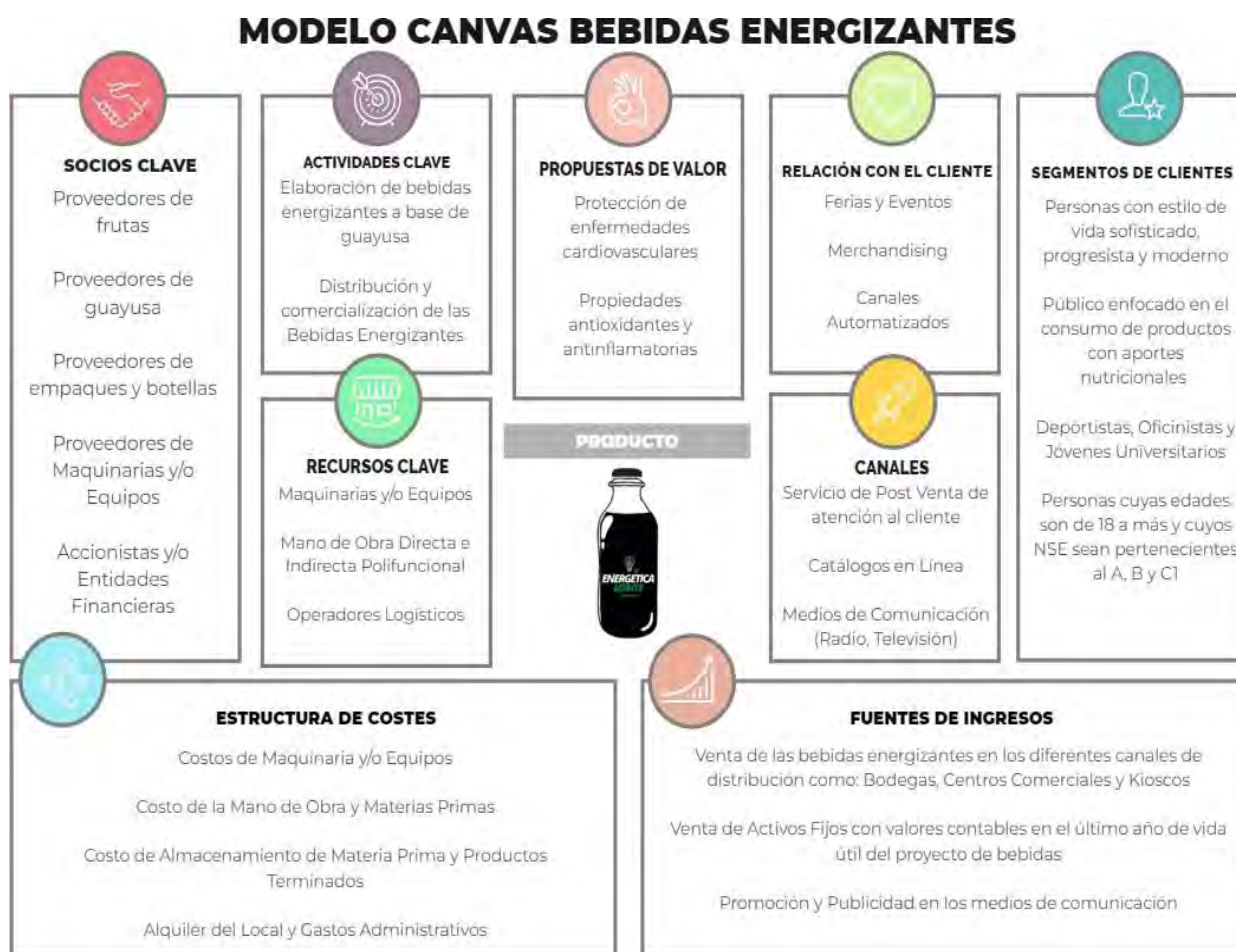 MODELO CANVAS BEBIDAS ENERGIZANTES
SOCIOS CLAVE
Proveedores de
frutas
Proveedores de
guayusa
Proveedores de
empaques y botellas
Proveedores de
Maquinarias y/o
Equipos
Accionistas y/o
Entidades
Financieras
ACTIVIDADES CLAVE
Elaboración de bebidas
energizantes a base de
guayusa
Distribución y
comercialización de las
Bebidas Energizantes
RECURSOS CLAVE
Maquinarias y/o Equipos
Mano de Obra Directa e
Indirecta Polifuncional
Operadores Logísticos
PROPUESTAS DE VALOR
Protección de
enfermedades
cardiovasculares
Propiedades
antioxidantes y
antinflamatorias
PRODUCTO
ENERGETICA
RELACIÓN CON EL CLIENTE
Ferias y Eventos
Merchandising
Canales
Automatizados
CANALES
Servicio de Post Venta de
atención al cliente
Catálogos en Línea
Medios de Comunicación
(Radio, Televisión)
SEGMENTOS DE CLIENTES
Personas con estilo de
vida sofisticado,
progresista y moderno
Público enfocado en el
consumo de productos
con aportes
nutricionales
Deportistas, Oficinistas y
Jóvenes Universitarios
Personas cuyas edades
son de 18 a más y cuyos
NSE sean pertenecientes
al A, B y C1
ESTRUCTURA DE COSTES
Costos de Maquinaria y/o Equipos
Costo de la Mano de Obra y Materias Primas
Costo de Almacenamiento de Materia Prima y Productos
Terminados
Alquiler del Local y Gastos Administrativos
FUENTES DE INGRESOS
Venta de las bebidas energizantes en los diferentes canales de
distribución como: Bodegas, Centros Comerciales y Kioscos
Venta de Activos Fijos con valores contables en el último año de vida
útil del proyecto de bebidas
Promoción y Publicidad en los medios de comunicación